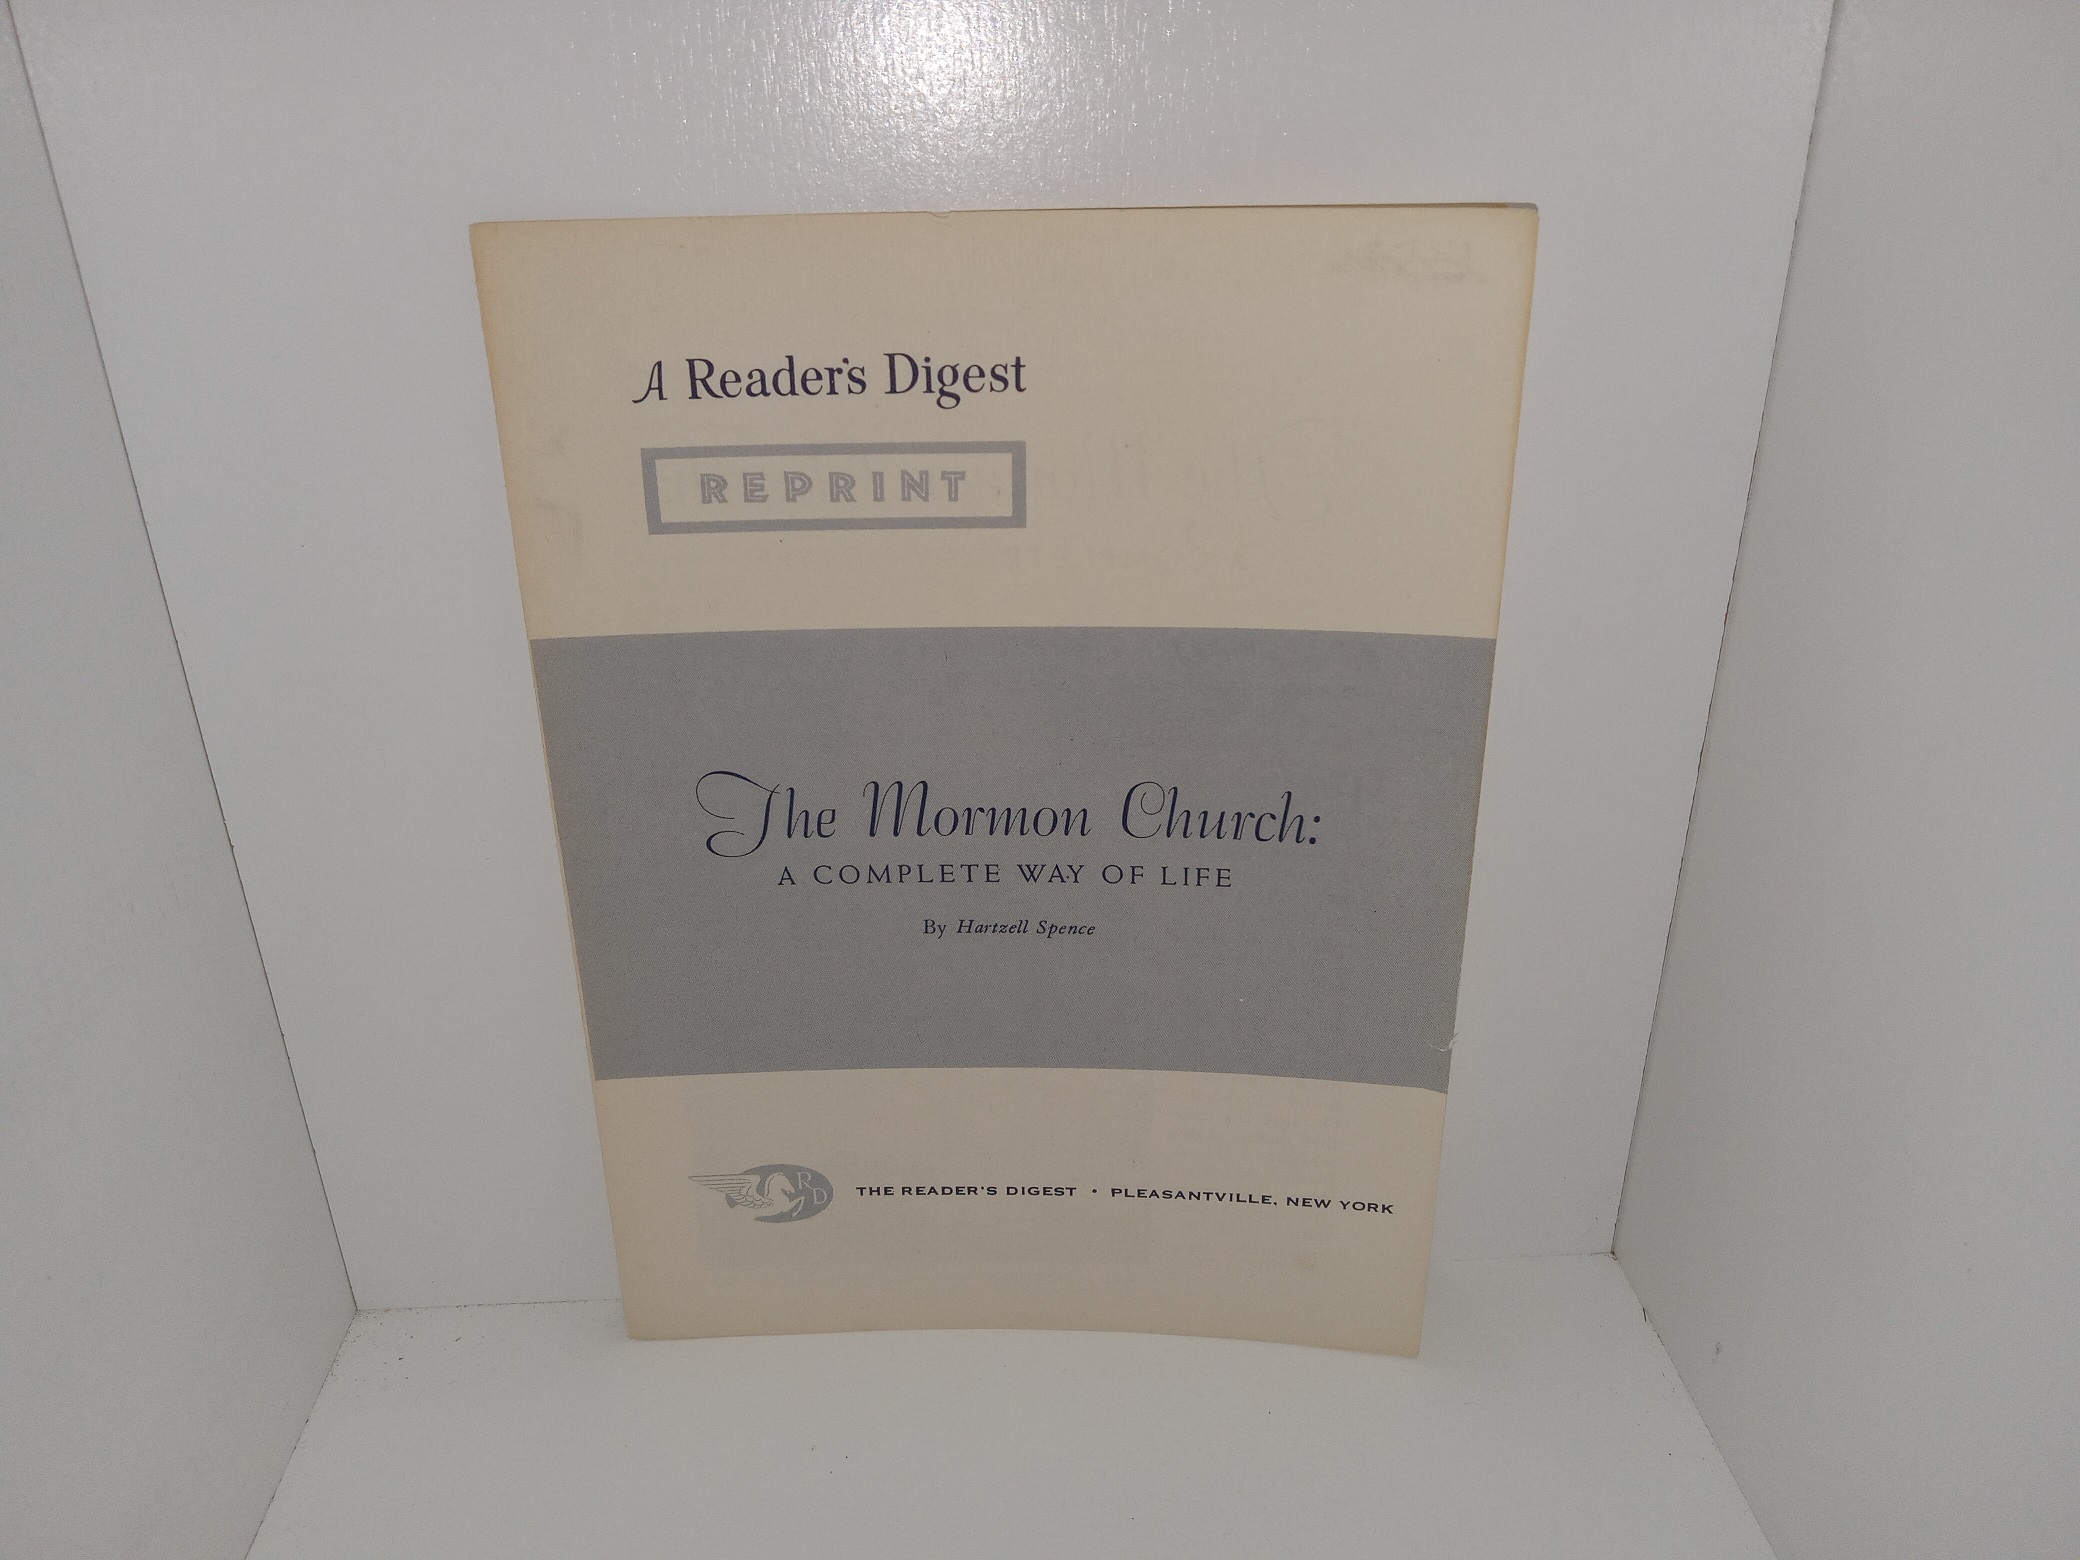 A Reader's Digest
REPRINT
The Mormon Church:
A COMPLETE WAY OF LIFE
By Hartzell Spence
RD
THE READER'S DIGEST • PLEASANTVILLE, NEW YORK